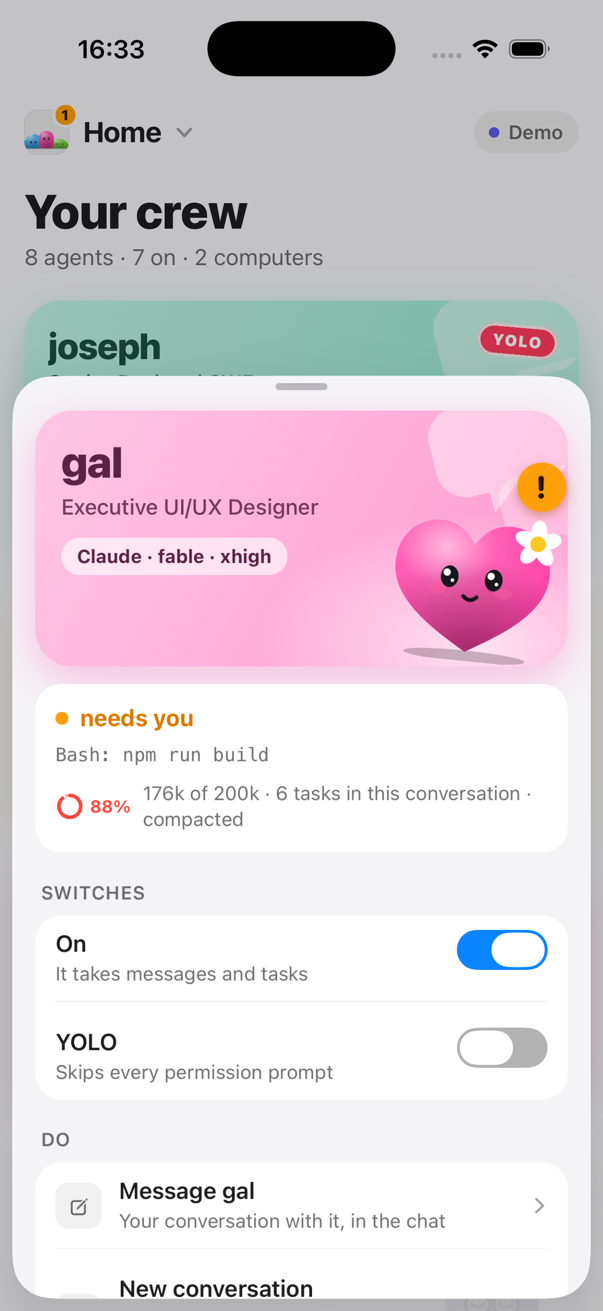 16:33
1
Home
Demo
Your crew
8 agents · 7 on · 2 computers
joseph
YOLO
gal
!
Executive UI/UX Designer
Claude · fable · xhigh
needs you
Bash: npm run build
88%
176k of 200k · 6 tasks in this conversation ·
compacted
SWITCHES
On
It takes messages and tasks
YOLO
Skips every permission prompt
DO
Message gal
Your conversation with it, in the chat
New conversation